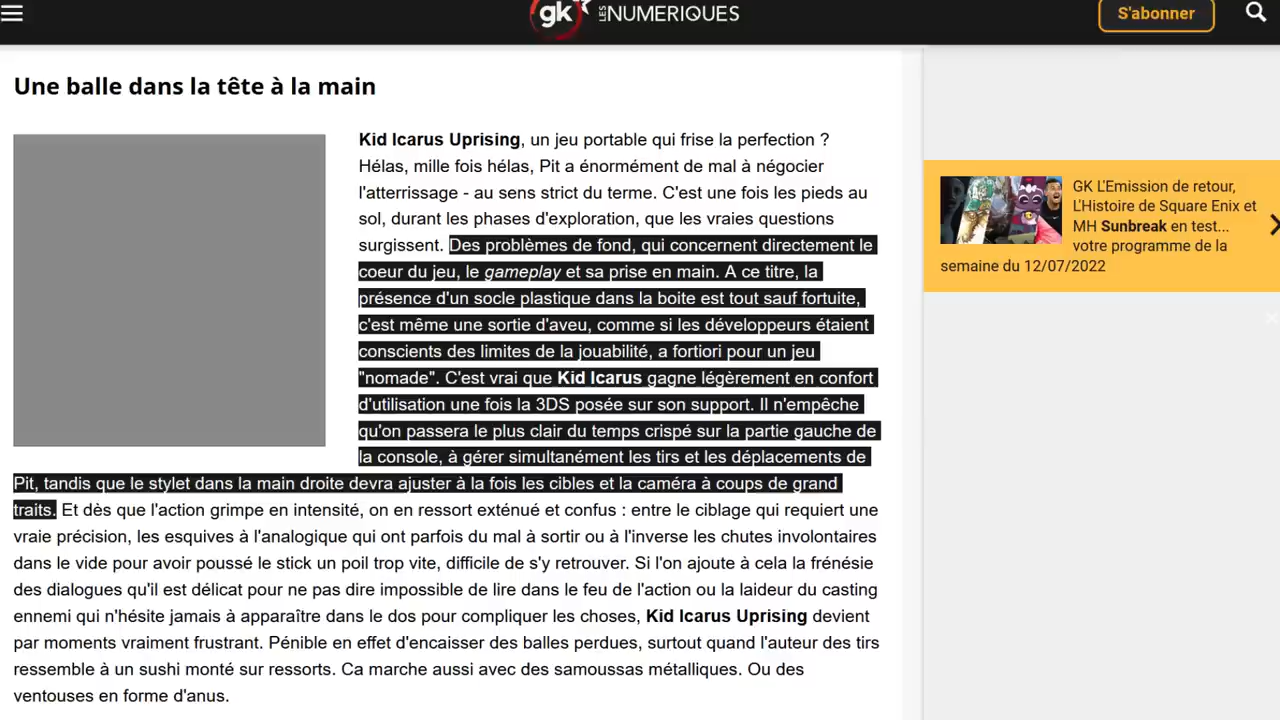 gk LES NUMERIQUES
S'abonner
Une balle dans la tête à la main
Kid Icarus Uprising, un jeu portable qui frise la perfection ?
Hélas, mille fois hélas, Pit a énormément de mal à négocier
l'atterrissage - au sens strict du terme. C'est une fois les pieds au
sol, durant les phases d'exploration, que les vraies questions
surgissent. Des problèmes de fond, qui concernent directement le
coeur du jeu, le gameplay et sa prise en main. A ce titre, la
présence d'un socle plastique dans la boite est tout sauf fortuite,
c'est même une sortie d'aveu, comme si les développeurs étaient
conscients des limites de la jouabilité, a fortiori pour un jeu
"nomade". C'est vrai que Kid Icarus gagne légèrement en confort
d'utilisation une fois la 3DS posée sur son support. Il n'empêche
qu'on passera le plus clair du temps crispé sur la partie gauche de
la console, à gérer simultanément les tirs et les déplacements de
Pit, tandis que le stylet dans la main droite devra ajuster à la fois les cibles et la caméra à coups de grand
traits. Et dès que l'action grimpe en intensité, on en ressort exténué et confus : entre le ciblage qui requiert une
vraie précision, les esquives à l'analogique qui ont parfois du mal à sortir ou à l'inverse les chutes involontaires
dans le vide pour avoir poussé le stick un poil trop vite, difficile de s'y retrouver. Si l'on ajoute à cela la frénésie
des dialogues qu'il est délicat pour ne pas dire impossible de lire dans le feu de l'action ou la laideur du casting
ennemi qui n'hésite jamais à apparaître dans le dos pour compliquer les choses, Kid Icarus Uprising devient
par moments vraiment frustrant. Pénible en effet d'encaisser des balles perdues, surtout quand l'auteur des tirs
ressemble à un sushi monté sur ressorts. Ca marche aussi avec des samoussas métalliques. Ou des
ventouses en forme d'anus.
GK L'Emission de retour,
L'Histoire de Square Enix et
MH Sunbreak en test...
votre programme de la
semaine du 12/07/2022